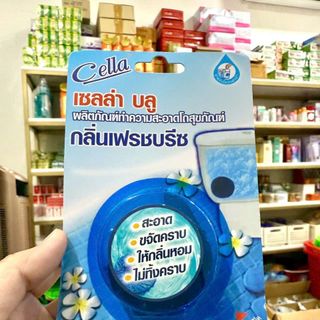 Cella
เซลล่า บลู
ผลิตภัณฑ์ทำความสะอาดโถสุขภัณฑ์
กลิ่นเฟรชบรีซ
• สะอาด
• ขจัดคราบ
• ให้กลิ่นหอม
• ไม่ทิ้งคราบ